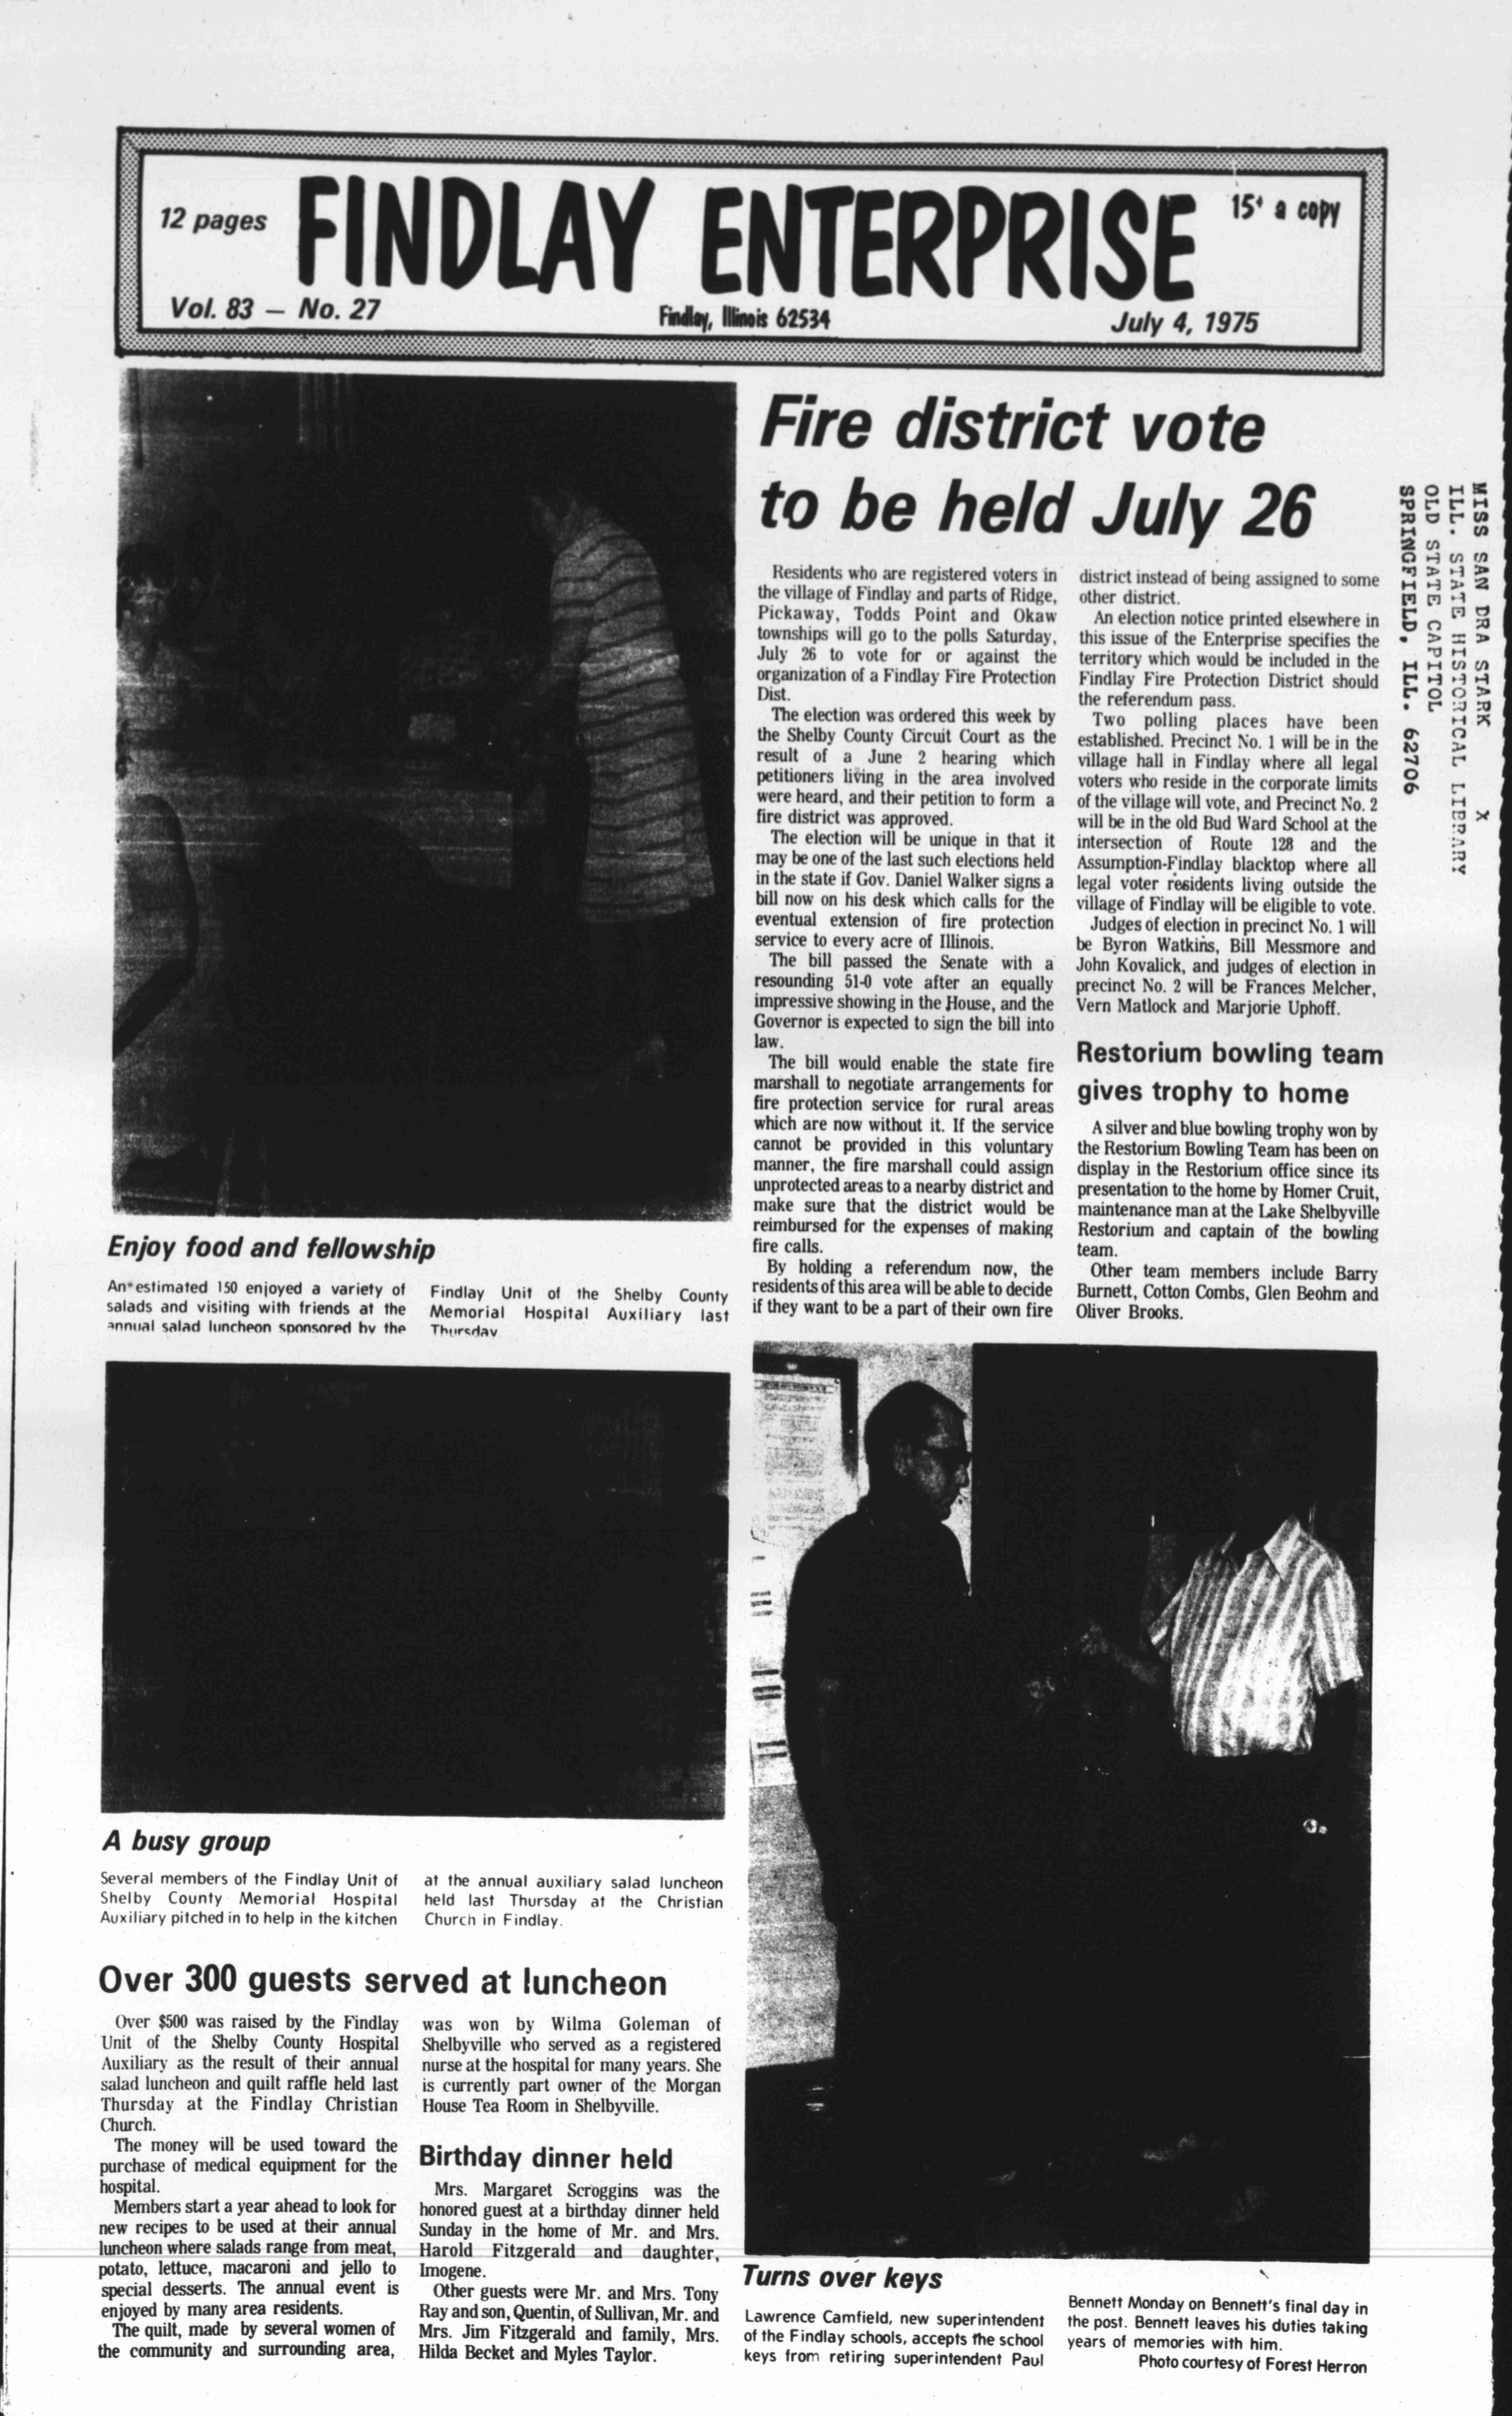 12 pages
FINDLAY ENTERPRISE
15¢ a copy
Vol. 83 — No. 27
Findlay, Illinois 62534
July 4, 1975
Fire district vote
to be held July 26
Residents who are registered voters in
the village of Findlay and parts of Ridge,
Pickaway, Todds Point and Okaw
townships will go to the polls Saturday,
July 26 to vote for or against the
organization of a Findlay Fire Protection
Dist.
The election was ordered this week by
the Shelby County Circuit Court as the
result of a June 2 hearing which
petitioners living in the area involved
were heard, and their petition to form a
fire district was approved.
The election will be unique in that it
may be one of the last such elections held
in the state if Gov. Daniel Walker signs a
bill now on his desk which calls for the
eventual extension of fire protection
service to every acre of Illinois.
The bill passed the Senate with a
resounding 51-0 vote after an equally
impressive showing in the House, and the
Governor is expected to sign the bill into
law.
The bill would enable the state fire
marshall to negotiate arrangements for
fire protection service for rural areas
which are now without it. If the service
cannot be provided in this voluntary
manner, the fire marshall could assign
unprotected areas to a nearby district and
make sure that the district would be
reimbursed for the expenses of making
fire calls.
By holding a referendum now, the
residents of this area will be able to decide
if they want to be a part of their own fire
district instead of being assigned to some
other district.
An election notice printed elsewhere in
this issue of the Enterprise specifies the
territory which would be included in the
Findlay Fire Protection District should
the referendum pass.
Two polling places have been
established. Precinct No. 1 will be in the
village hall in Findlay where all legal
voters who reside in the corporate limits
of the village will vote, and Precinct No. 2
will be in the old Bud Ward School at the
intersection of Route 128 and the
Assumption-Findlay blacktop where all
legal voter residents living outside the
village of Findlay will be eligible to vote.
Judges of election in precinct No. 1 will
be Byron Watkins, Bill Messmore and
John Kovalick, and judges of election in
precinct No. 2 will be Frances Melcher,
Vern Matlock and Marjorie Uphoff.
MISS SAN DRA STARK X
ILL. STATE HISTORICAL LIBRARY
OLD STATE CAPITOL
SPRINGFIELD, ILL. 62706
Restorium bowling team
gives trophy to home
A silver and blue bowling trophy won by
the Restorium Bowling Team has been on
display in the Restorium office since its
presentation to the home by Homer Cruit,
maintenance man at the Lake Shelbyville
Restorium and captain of the bowling
team.
Other team members include Barry
Burnett, Cotton Combs, Glen Beohm and
Oliver Brooks.
Enjoy food and fellowship
An estimated 150 enjoyed a variety of
salads and visiting with friends at the
annual salad luncheon sponsored by the
Findlay Unit of the Shelby County
Memorial Hospital Auxiliary last
Thursday
A busy group
Several members of the Findlay Unit of
Shelby County Memorial Hospital
Auxiliary pitched in to help in the kitchen
at the annual auxiliary salad luncheon
held last Thursday at the Christian
Church in Findlay.
Over 300 guests served at luncheon
Over $500 was raised by the Findlay
Unit of the Shelby County Hospital
Auxiliary as the result of their annual
salad luncheon and quilt raffle held last
Thursday at the Findlay Christian
Church.
The money will be used toward the
purchase of medical equipment for the
hospital.
Members start a year ahead to look for
new recipes to be used at their annual
luncheon where salads range from meat,
potato, lettuce, macaroni and jello to
special desserts. The annual event is
enjoyed by many area residents.
The quilt, made by several women of
the community and surrounding area,
was won by Wilma Goleman of
Shelbyville who served as a registered
nurse at the hospital for many years. She
is currently part owner of the Morgan
House Tea Room in Shelbyville.
Birthday dinner held
Mrs. Margaret Scroggins was the
honored guest at a birthday dinner held
Sunday in the home of Mr. and Mrs.
Harold Fitzgerald and daughter,
Imogene.
Other guests were Mr. and Mrs. Tony
Ray and son, Quentin, of Sullivan, Mr. and
Mrs. Jim Fitzgerald and family, Mrs.
Hilda Becket and Myles Taylor.
Turns over keys
Lawrence Camfield, new superintendent
of the Findlay schools, accepts the school
keys from retiring superintendent Paul
Bennett Monday on Bennett's final day in
the post. Bennett leaves his duties taking
years of memories with him.
Photo courtesy of Forest Herron